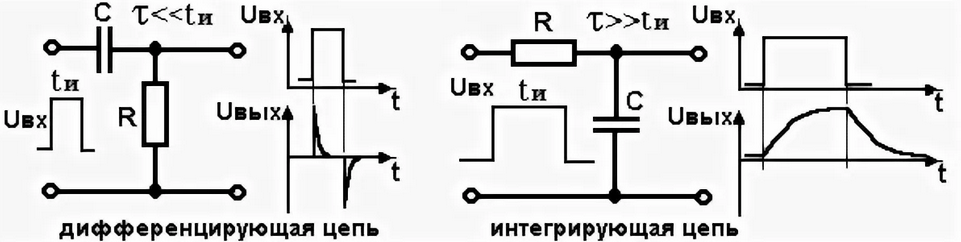 C τ<<tи Uвх R τ>>tи Uвх
t t
tи Uвх tи C
Uвх R Uвых Uвых
t t
дифференцирующая цепь интегрирующая цепь